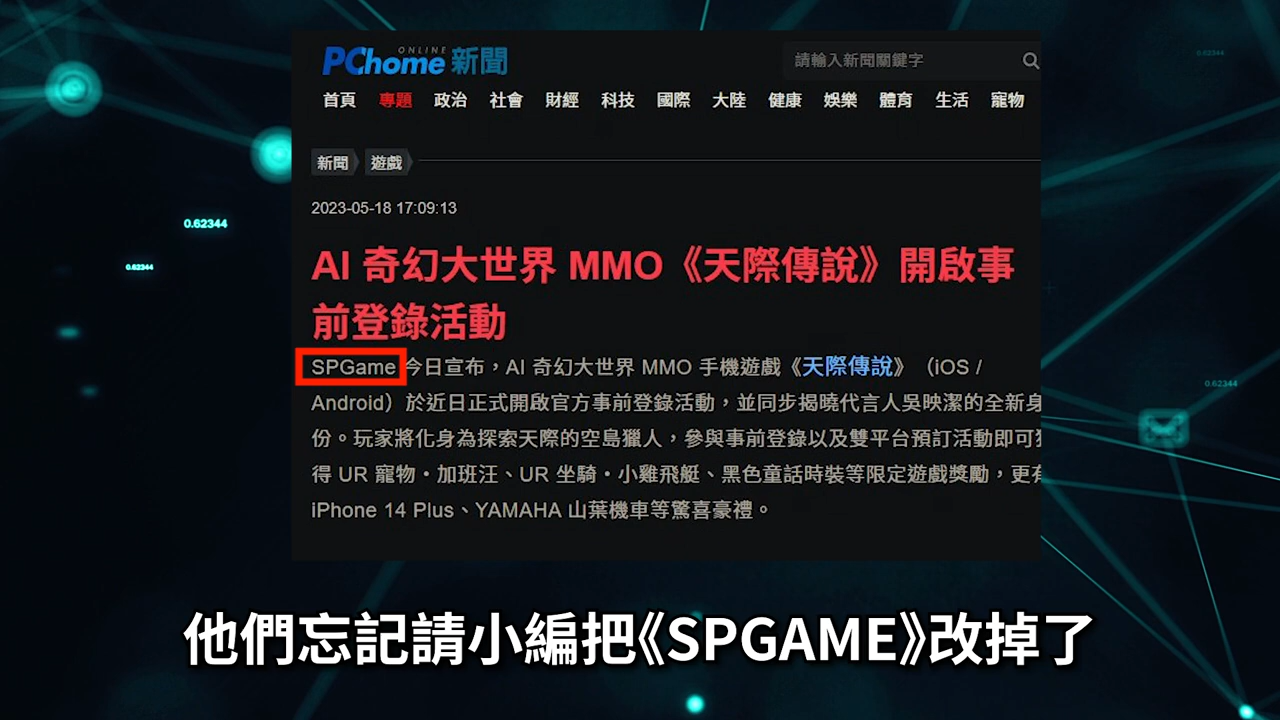 PChome ONLINE 新聞
請輸入新聞關鍵字
首頁 專題 政治 社會 財經 科技 國際 大陸 健康 娛樂 體育 生活 寵物
新聞 遊戲
2023-05-18 17:09:13
AI 奇幻大世界 MMO《天際傳說》開啟事
前登錄活動
SPGame 今日宣布，AI 奇幻大世界 MMO 手機遊戲《天際傳說》（iOS /
Android）於近日正式開啟官方事前登錄活動，並同步揭曉代言人吳映潔的全新身
份。玩家將化身為探索天際的空島獵人，參與事前登錄以及雙平台預訂活動即可
得 UR 寵物・加班汪、UR 坐騎・小雞飛艇、黑色童話時裝等限定遊戲獎勵，更有
iPhone 14 Plus、YAMAHA 山葉機車等驚喜豪禮。
0.62344
0.62344
0.62344
0.62344
他們忘記請小編把《SPGAME》改掉了